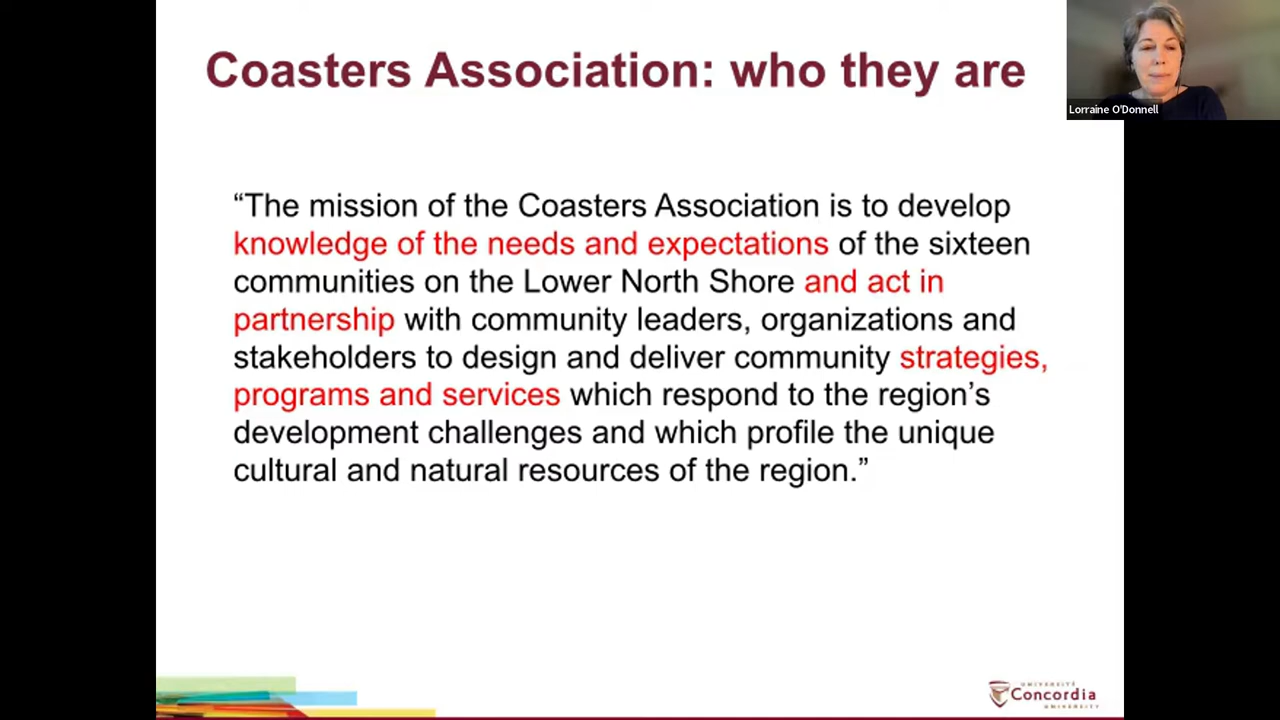 Coasters Association: who they are
Lorraine O'Donnell
“The mission of the Coasters Association is to develop
knowledge of the needs and expectations of the sixteen
communities on the Lower North Shore and act in
partnership with community leaders, organizations and
stakeholders to design and deliver community strategies,
programs and services which respond to the region’s
development challenges and which profile the unique
cultural and natural resources of the region.”
UNIVERSITÉ
Concordia
UNIVERSITY